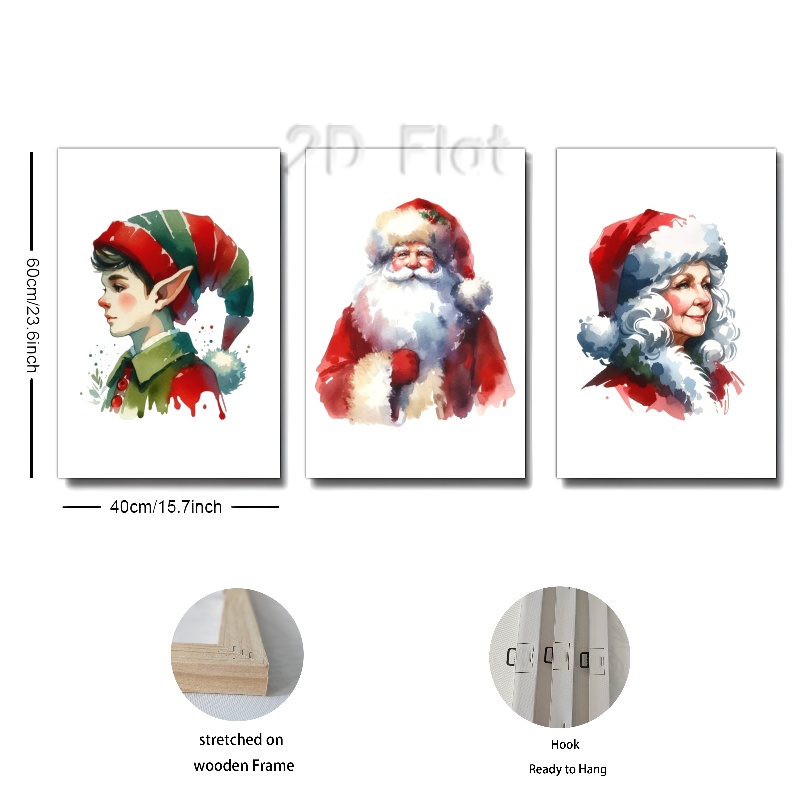 2D Flat
60cm/23.6inch
40cm/15.7inch
stretched on
wooden Frame
Hook
Ready to Hang